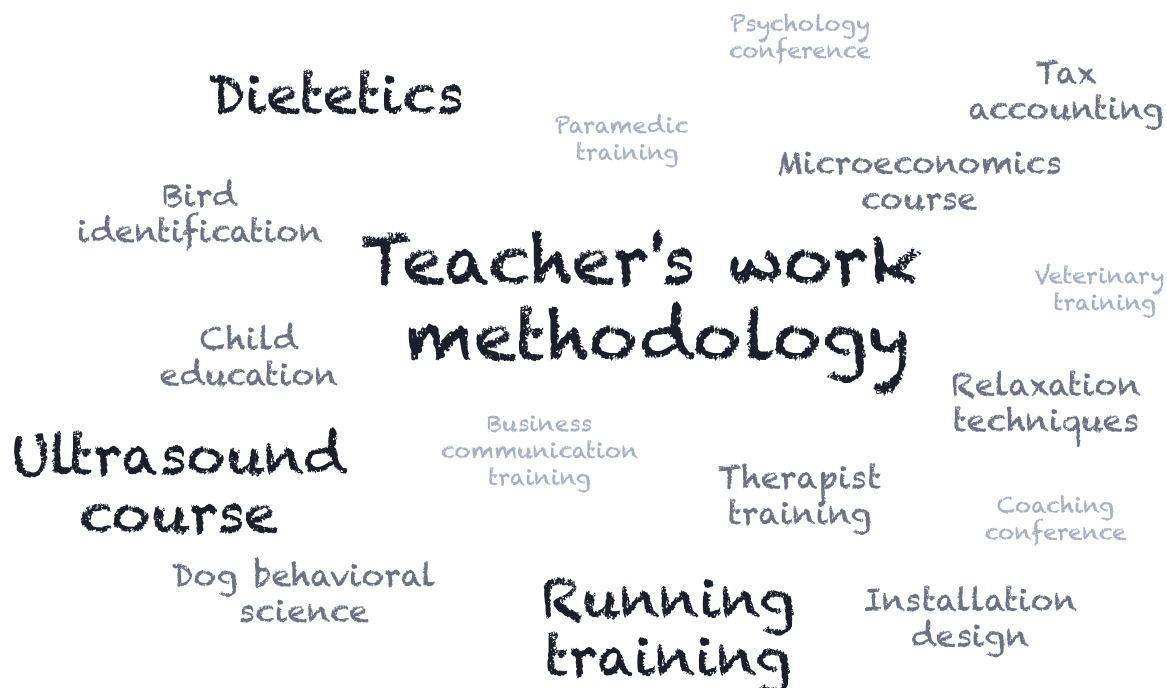 Psychology
conference
Dietetics
Tax
accounting
Paramedic
training
Microeconomics
course
Bird
identification
Teacher's work
methodology
Veterinary
training
Child
education
Relaxation
techniques
Business
communication
training
Ultrasound
course
Therapist
training
Coaching
conference
Dog behavioral
science
Running
training
Installation
design